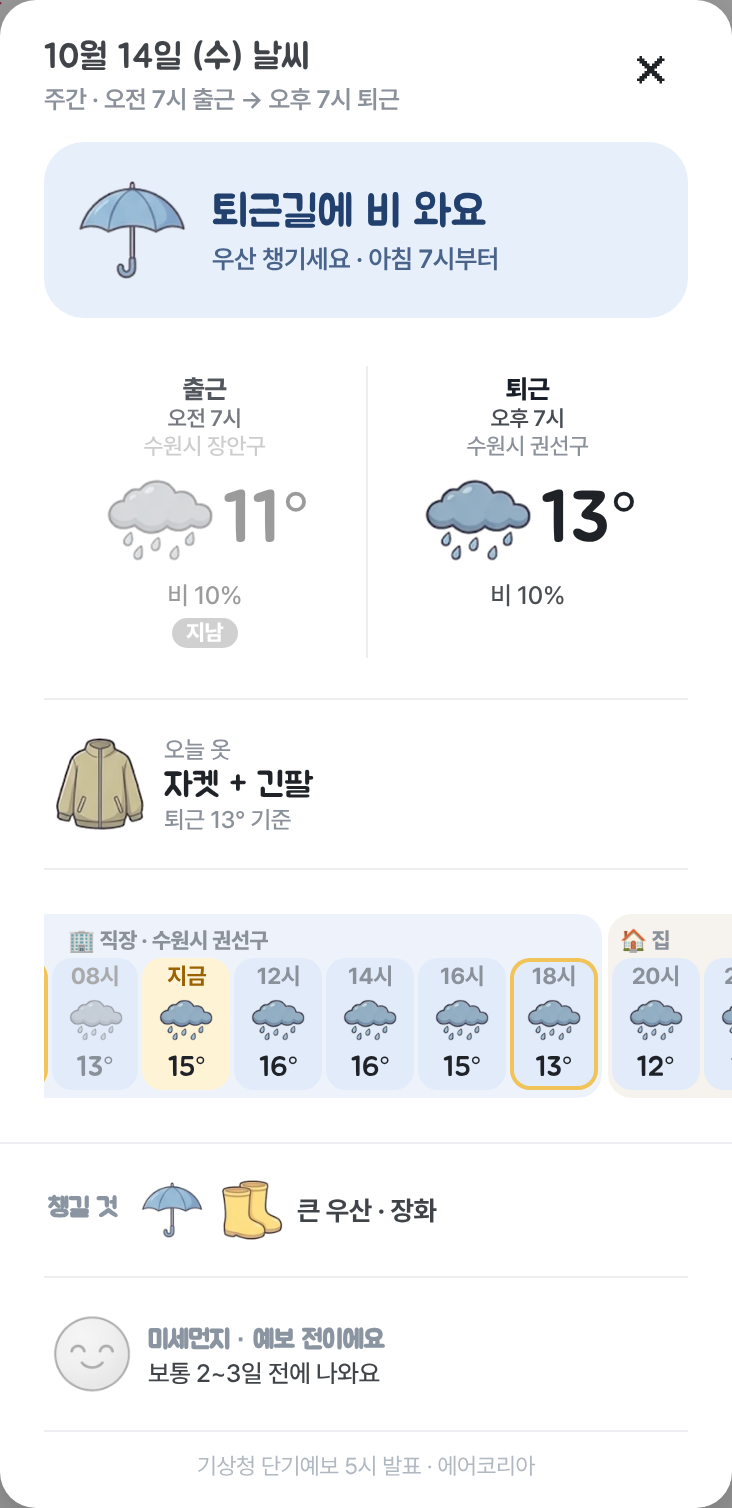 10월 14일 (수) 날씨
주간 · 오전 7시 출근 → 오후 7시 퇴근
퇴근길에 비 와요
우산 챙기세요 · 아침 7시부터
출근
오전 7시
수원시 장안구
11°
비 10%
지남
퇴근
오후 7시
수원시 권선구
13°
비 10%
오늘 옷
자켓 + 긴팔
퇴근 13° 기준
직장 · 수원시 권선구
집
08시 지금 12시 14시 16시 18시 20시
13° 15° 16° 16° 15° 13° 12°
챙길 것
큰 우산 · 장화
미세먼지 · 예보 전이에요
보통 2~3일 전에 나와요
기상청 단기예보 5시 발표 · 에어코리아